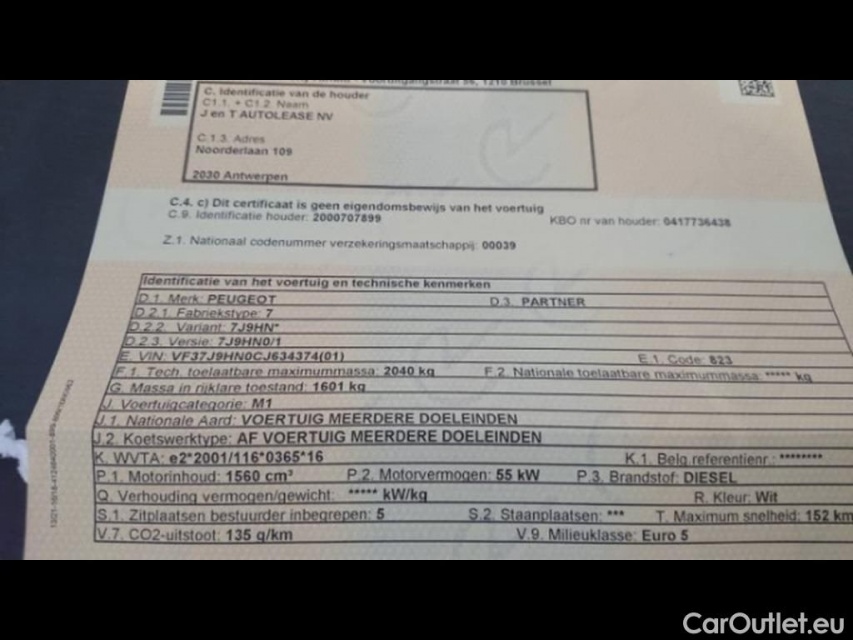 1210 Brussel
C. Identificatie van de houder
C1.1. + C1.2. Naam
J en T AUTOLEASE NV
C.1.3. Adres
Noorderlaan 109
2030 Antwerpen
C.4. c) Dit certificaat is geen eigendomsbewijs van het voertuig
C.9. Identificatie houder: 2000707899 KBO nr van houder: 0417736438
Z.1. Nationaal codenummer verzekeringsmaatschappij: 00039
Identificatie van het voertuig en technische kenmerken
D.1. Merk: PEUGEOT D.3. PARTNER
D.2.1. Fabriekstype: 7
D.2.2. Variant: 7J9HN*
D.2.3. Versie: 7J9HN0/1
E. VIN: VF37J9HN0CJ634374(01) E.1. Code: 823
F.1. Tech. toelaatbare maximummassa: 2040 kg F.2. Nationale toelaatbare maximummassa: ***** kg
G. Massa in rijklare toestand: 1601 kg
J. Voertuigcategorie: M1
J.1. Nationale Aard: VOERTUIG MEERDERE DOELEINDEN
J.2. Koetswerktype: AF VOERTUIG MEERDERE DOELEINDEN
K. WVTA: e2*2001/116*0365*16 K.1. Belg referentienr.: ********
P.1. Motorinhoud: 1560 cm³ P.2. Motorvermogen: 55 kW P.3. Brandstof: DIESEL
Q. Verhouding vermogen/gewicht: ***** kW/kg R. Kleur: Wit
S.1. Zitplaatsen bestuurder inbegrepen: 5 S.2. Staanplaatsen: *** T. Maximum snelheid: 152 km
V.7. CO2-uitstoot: 135 g/km V.9. Milieuklasse: Euro 5
CarOutlet.eu